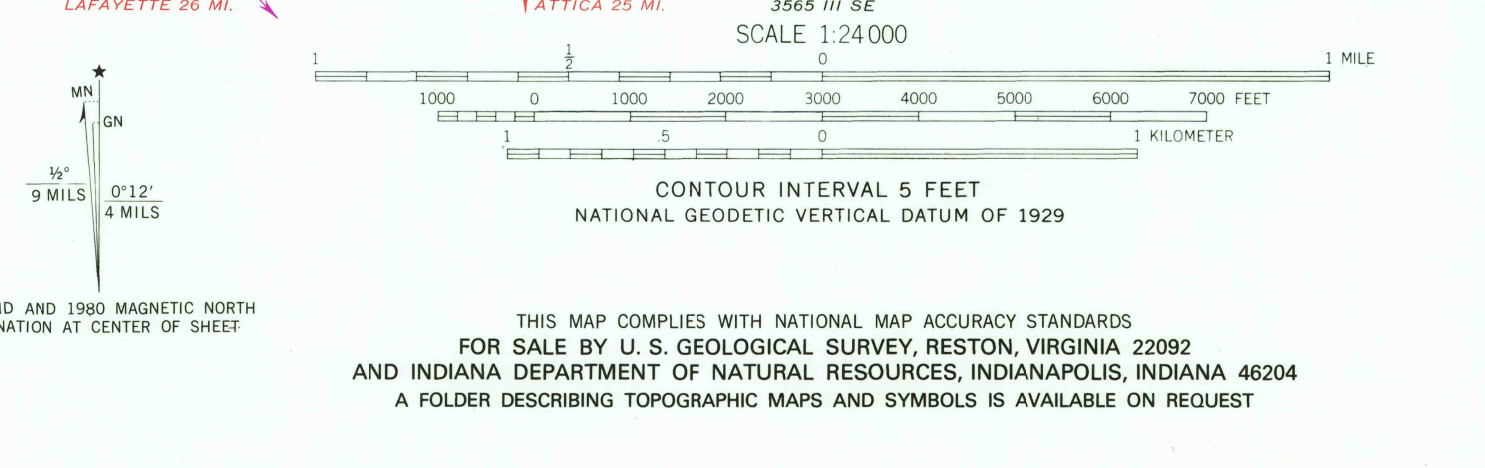 LAFAYETTE 26 MI.
ATTICA 25 MI.
3565 III SE
SCALE 1:24 000
1 ½ 0 1 MILE
1000 0 1000 2000 3000 4000 5000 6000 7000 FEET
1 .5 0 1 KILOMETER
CONTOUR INTERVAL 5 FEET
NATIONAL GEODETIC VERTICAL DATUM OF 1929
★
MN
GN
½°
9 MILS
0°12′
4 MILS
AND 1980 MAGNETIC NORTH
AT CENTER OF SHEET
THIS MAP COMPLIES WITH NATIONAL MAP ACCURACY STANDARDS
FOR SALE BY U. S. GEOLOGICAL SURVEY, RESTON, VIRGINIA 22092
AND INDIANA DEPARTMENT OF NATURAL RESOURCES, INDIANAPOLIS, INDIANA 46204
A FOLDER DESCRIBING TOPOGRAPHIC MAPS AND SYMBOLS IS AVAILABLE ON REQUEST